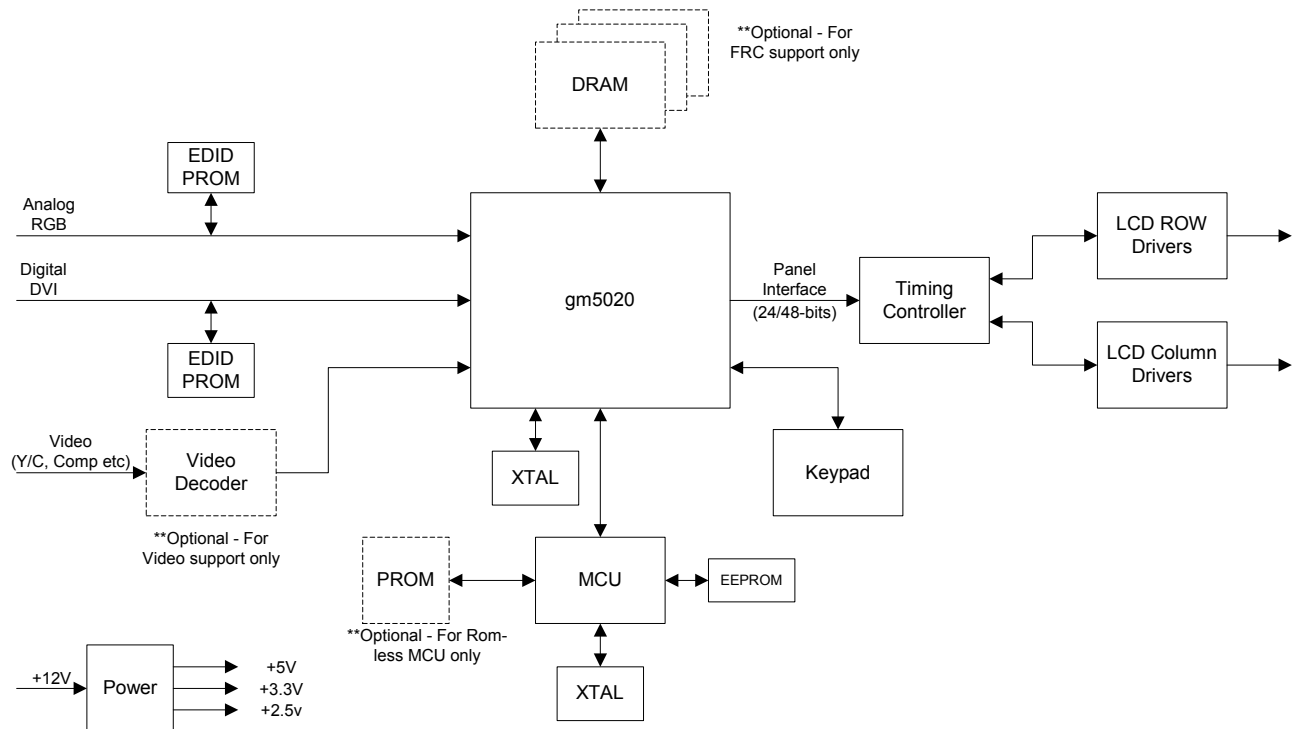 **Optional - For
FRC support only
DRAM
EDID
PROM
Analog
RGB
LCD ROW
Drivers
Digital
DVI
gm5020
Panel
Interface
(24/48-bits)
Timing
Controller
EDID
PROM
LCD Column
Drivers
Video
(Y/C, Comp etc)
Video
Decoder
XTAL
Keypad
**Optional - For
Video support only
PROM
MCU
EEPROM
**Optional - For Rom-
less MCU only
XTAL
+12V
Power
+5V
+3.3V
+2.5v